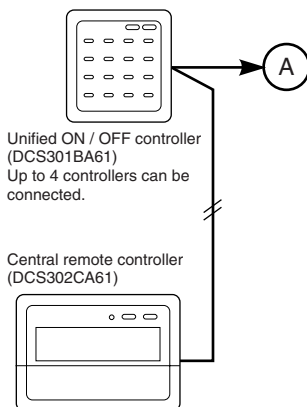 A
Unified ON / OFF controller
(DCS301BA61)
Up to 4 controllers can be
connected.
Central remote controller
(DCS302CA61)